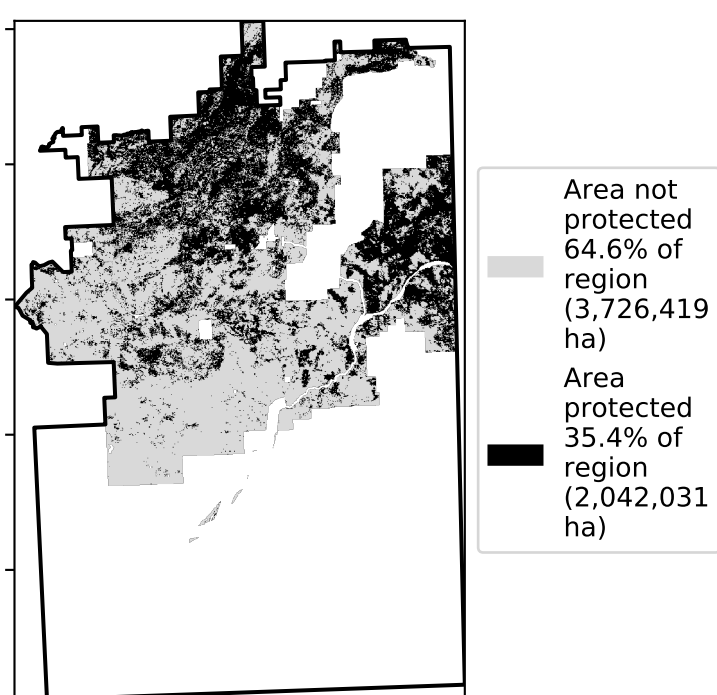 Area not
protected
64.6% of
region
(3,726,419
ha)
Area
protected
35.4% of
region
(2,042,031
ha)